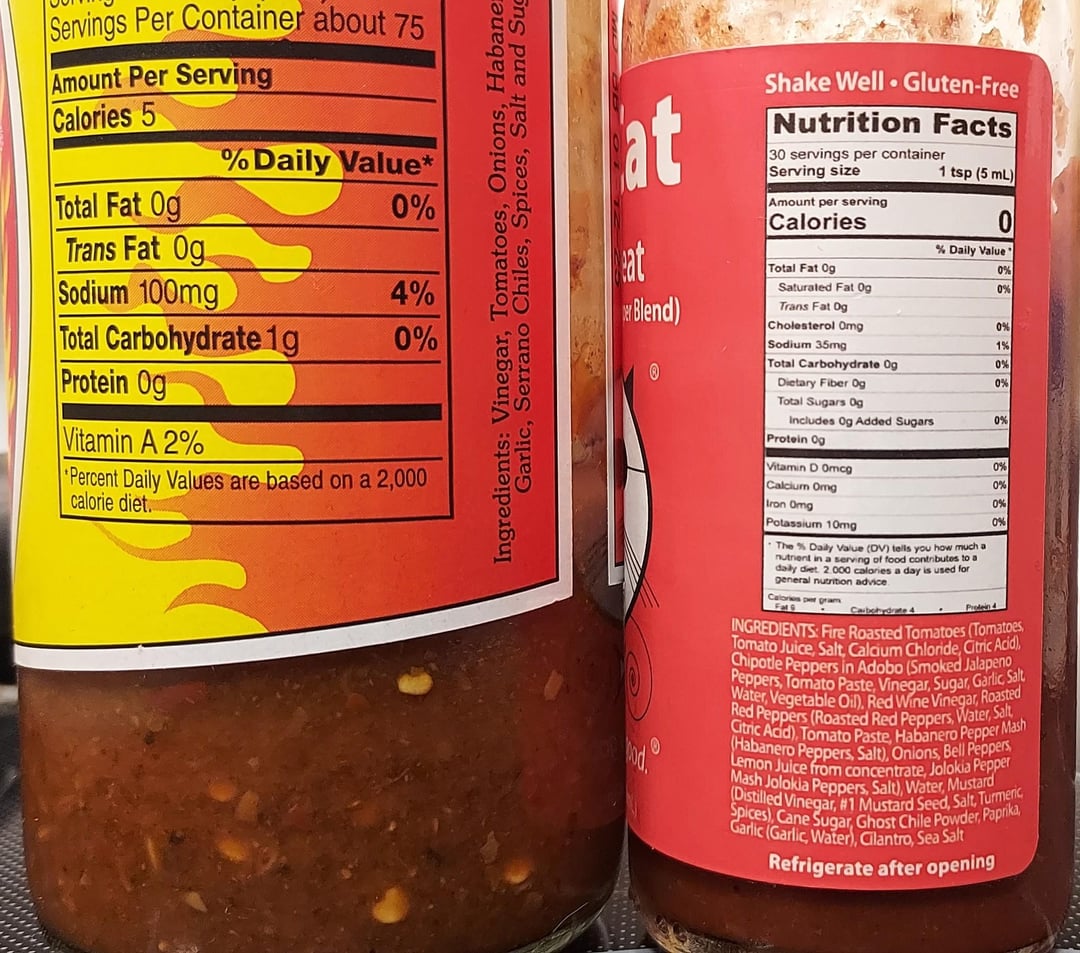 Servings Per Container about 75
Amount Per Serving
Calories 5
% Daily Value*
Total Fat 0g 0%
Trans Fat 0g
Sodium 100mg 4%
Total Carbohydrate 1g 0%
Protein 0g
Vitamin A 2%
*Percent Daily Values are based on a 2,000
calorie diet.
Ingredients: Vinegar, Tomatoes, Onions,
Garlic, Serrano Chiles, Spices, Salt and
at
eat
Blend)
®
®
Shake Well • Gluten-Free
Nutrition Facts
30 servings per container
Serving size 1 tsp (5 mL)
Amount per serving
Calories 0
% Daily Value *
Total Fat 0g 0%
Saturated Fat 0g 0%
Trans Fat 0g
Cholesterol 0mg 0%
Sodium 35mg 1%
Total Carbohydrate 0g 0%
Dietary Fiber 0g 0%
Total Sugars 0g
Includes 0g Added Sugars 0%
Protein 0g
Vitamin D 0mcg 0%
Calcium 0mg 0%
Iron 0mg 0%
Potassium 10mg 0%
* The % Daily Value (DV) tells you how much a
nutrient in a serving of food contributes to a
daily diet. 2,000 calories a day is used for
general nutrition advice.
Calories per gram
Fat 9 • Carbohydrate 4 • Protein 4
INGREDIENTS: Fire Roasted Tomatoes (Tomatoes,
Tomato Juice, Salt, Calcium Chloride, Citric Acid),
Chipotle Peppers in Adobo (Smoked Jalapeno
Peppers, Tomato Paste, Vinegar, Sugar, Garlic, Salt,
Water, Vegetable Oil), Red Wine Vinegar, Roasted
Red Peppers (Roasted Red Peppers, Water, Salt,
Citric Acid), Tomato Paste, Habanero Pepper Mash
(Habanero Peppers, Salt), Onions, Bell Peppers,
Lemon Juice from concentrate, Jolokia Pepper
Mash Jolokia Peppers, Salt), Water, Mustard
(Distilled Vinegar, #1 Mustard Seed, Salt, Turmeric,
Spices), Cane Sugar, Ghost Chile Powder, Paprika,
Garlic (Garlic, Water), Cilantro, Sea Salt
Refrigerate after opening